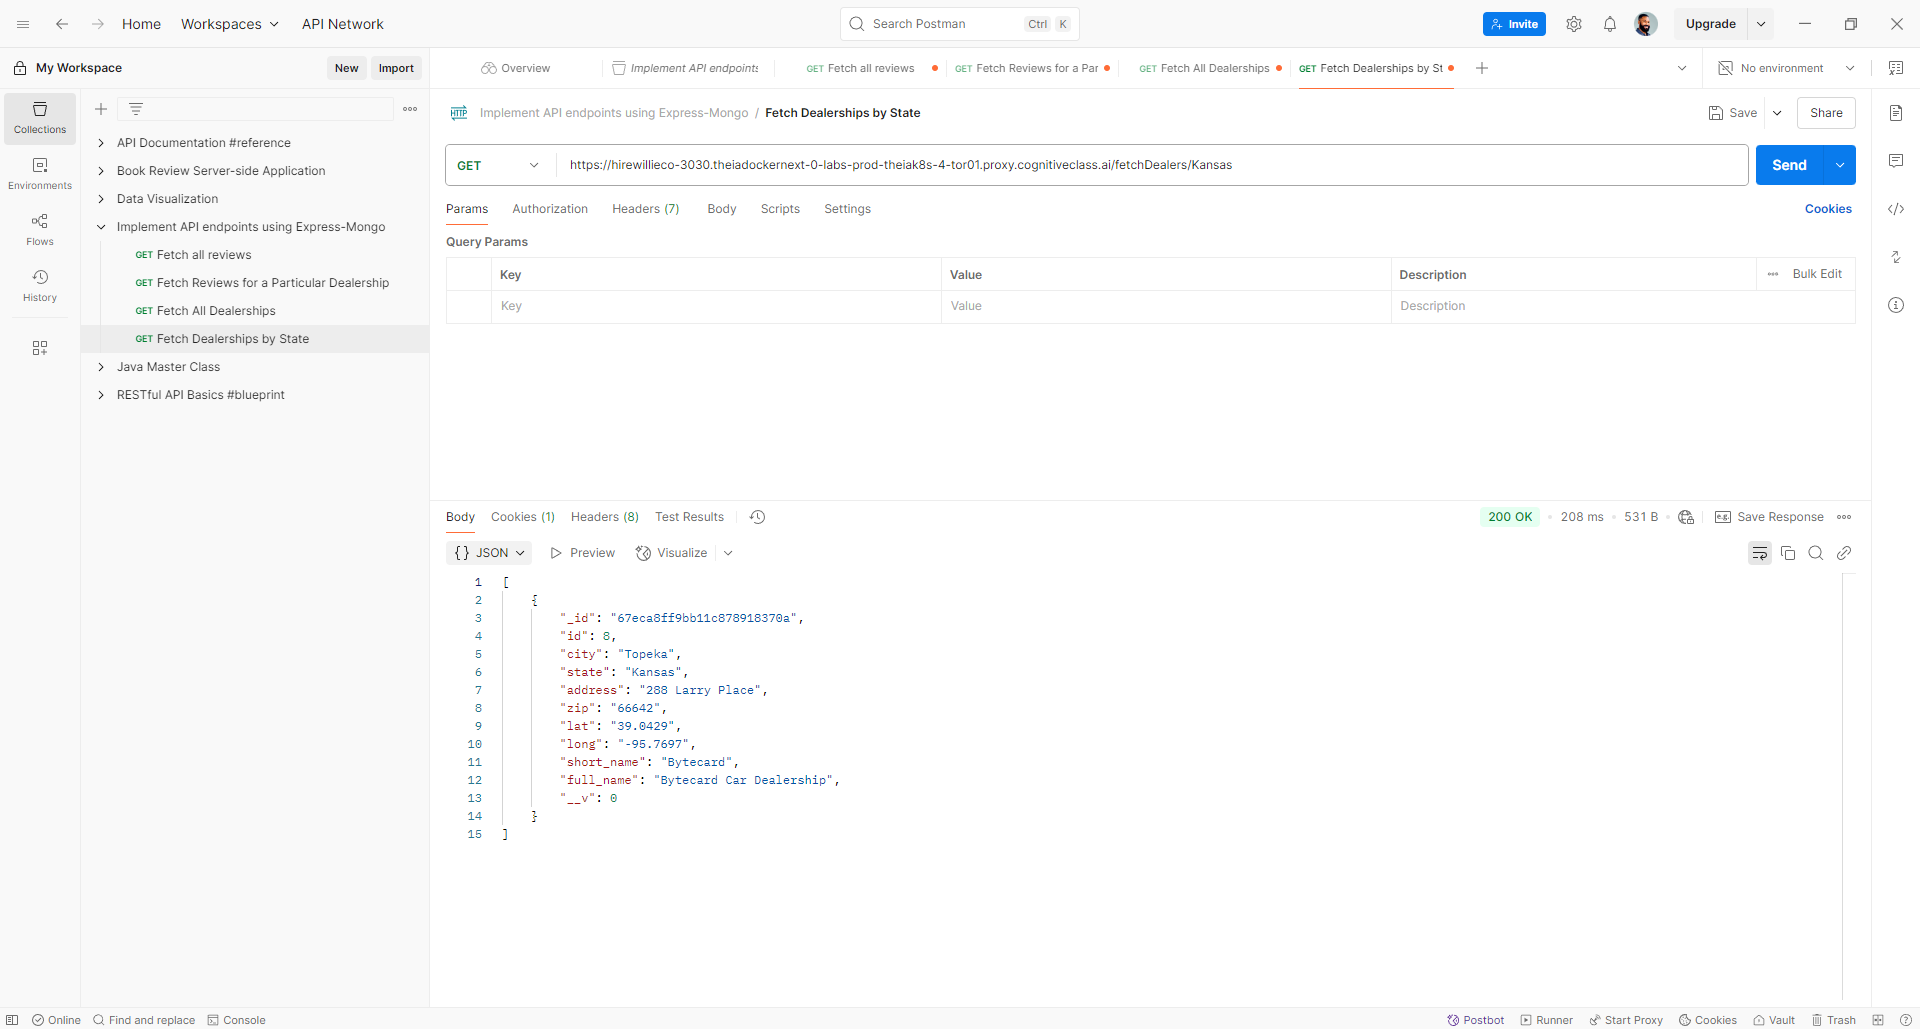 Home
Workspaces
API Network
Search Postman
Ctrl
K
Invite
Upgrade
My Workspace
New
Import
Overview
Implement API endpoints
GET Fetch all reviews
GET Fetch Reviews for a Par
GET Fetch All Dealerships
GET Fetch Dealerships by St
No environment
Collections
Environments
Flows
History
API Documentation #reference
Book Review Server-side Application
Data Visualization
Implement API endpoints using Express-Mongo
GET Fetch all reviews
GET Fetch Reviews for a Particular Dealership
GET Fetch All Dealerships
GET Fetch Dealerships by State
Java Master Class
RESTful API Basics #blueprint
HTTP
Implement API endpoints using Express-Mongo / Fetch Dealerships by State
Save
Share
GET
https://hirewillieco-3030.theiadockernext-0-labs-prod-theiak8s-4-tor01.proxy.cognitiveclass.ai/fetchDealers/Kansas
Send
Params
Authorization
Headers (7)
Body
Scripts
Settings
Cookies
Query Params
Key
Value
Description
Bulk Edit
Key
Value
Description
Body
Cookies (1)
Headers (8)
Test Results
200 OK
208 ms
531 B
e.g.
Save Response
{} JSON
Preview
Visualize
1 [
2 {
3 "_id": "67eca8ff9bb11c878918370a",
4 "id": 8,
5 "city": "Topeka",
6 "state": "Kansas",
7 "address": "288 Larry Place",
8 "zip": "66642",
9 "lat": "39.0429",
10 "long": "-95.7697",
11 "short_name": "Bytecard",
12 "full_name": "Bytecard Car Dealership",
13 "__v": 0
14 }
15 ]
Online
Find and replace
Console
Postbot
Runner
Start Proxy
Cookies
Vault
Trash